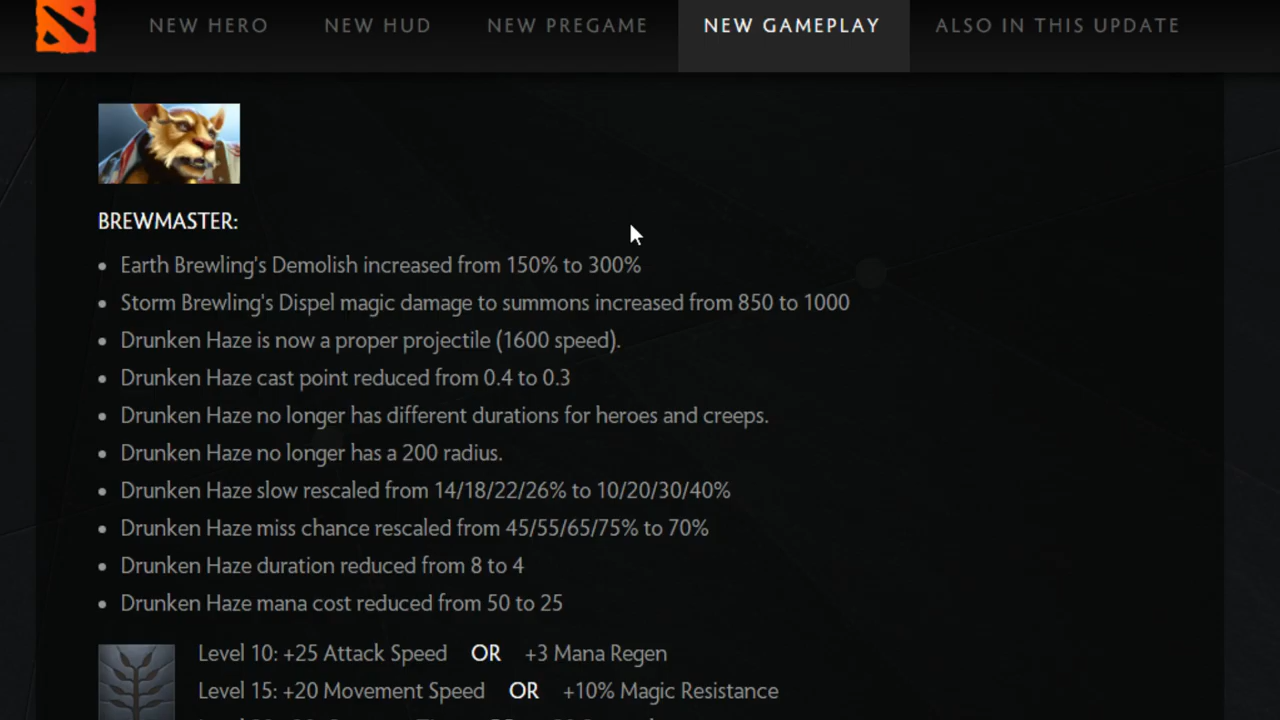 NEW HERO NEW HUD NEW PREGAME NEW GAMEPLAY ALSO IN THIS UPDATE
BREWMASTER:
• Earth Brewling's Demolish increased from 150% to 300%
• Storm Brewling's Dispel magic damage to summons increased from 850 to 1000
• Drunken Haze is now a proper projectile (1600 speed).
• Drunken Haze cast point reduced from 0.4 to 0.3
• Drunken Haze no longer has different durations for heroes and creeps.
• Drunken Haze no longer has a 200 radius.
• Drunken Haze slow rescaled from 14/18/22/26% to 10/20/30/40%
• Drunken Haze miss chance rescaled from 45/55/65/75% to 70%
• Drunken Haze duration reduced from 8 to 4
• Drunken Haze mana cost reduced from 50 to 25
Level 10: +25 Attack Speed OR +3 Mana Regen
Level 15: +20 Movement Speed OR +10% Magic Resistance